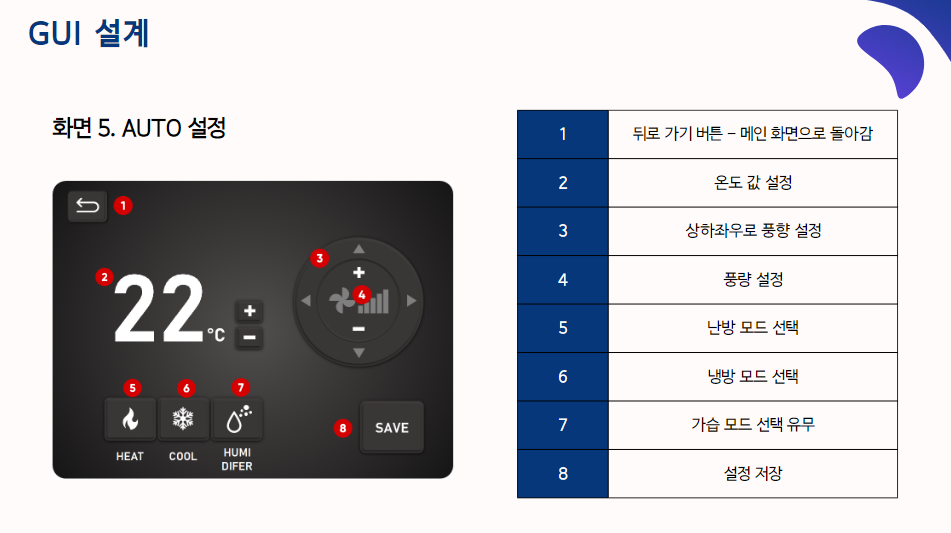 GUI 설계
화면 5. AUTO 설정
1
2
22
°C
+
−
3
+
4
−
5
6
7
HEAT
COOL
HUMI
DIFER
8
SAVE
1 뒤로 가기 버튼 – 메인 화면으로 돌아감
2 온도 값 설정
3 상하좌우로 풍향 설정
4 풍량 설정
5 난방 모드 선택
6 냉방 모드 선택
7 가습 모드 선택 유무
8 설정 저장